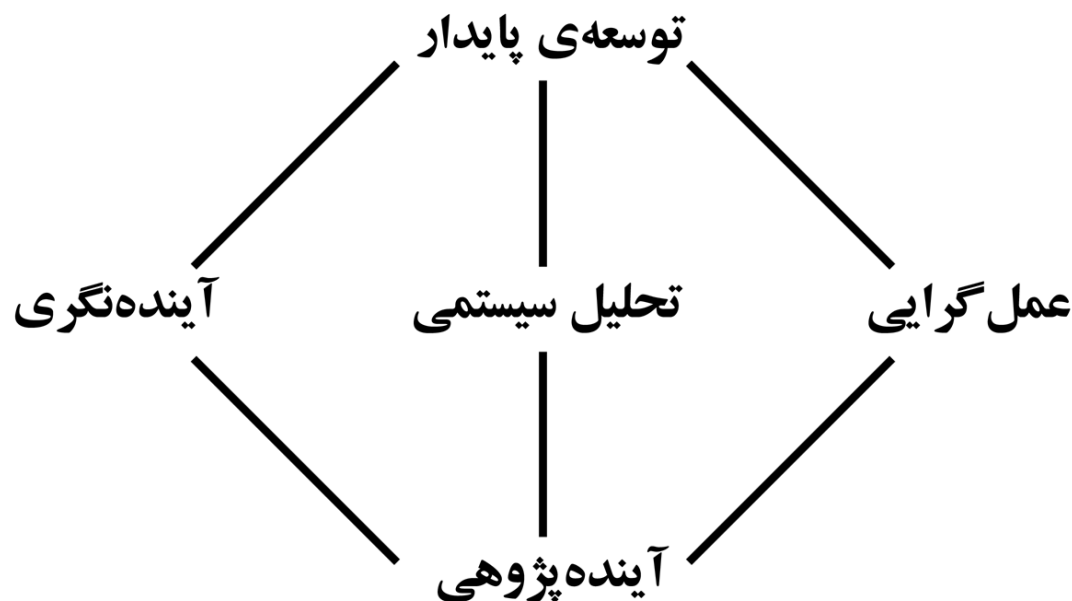 توسعه‌ی پایدار
عمل‌گرایی
تحلیل سیستمی
آینده‌نگری
آینده‌پژوهی